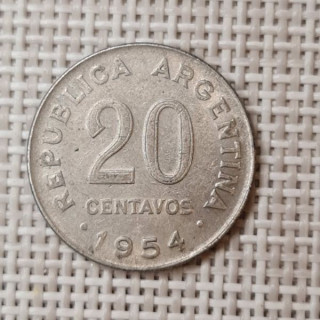 REPUBLICA ARGENTINA
20
CENTAVOS
· 1954 ·